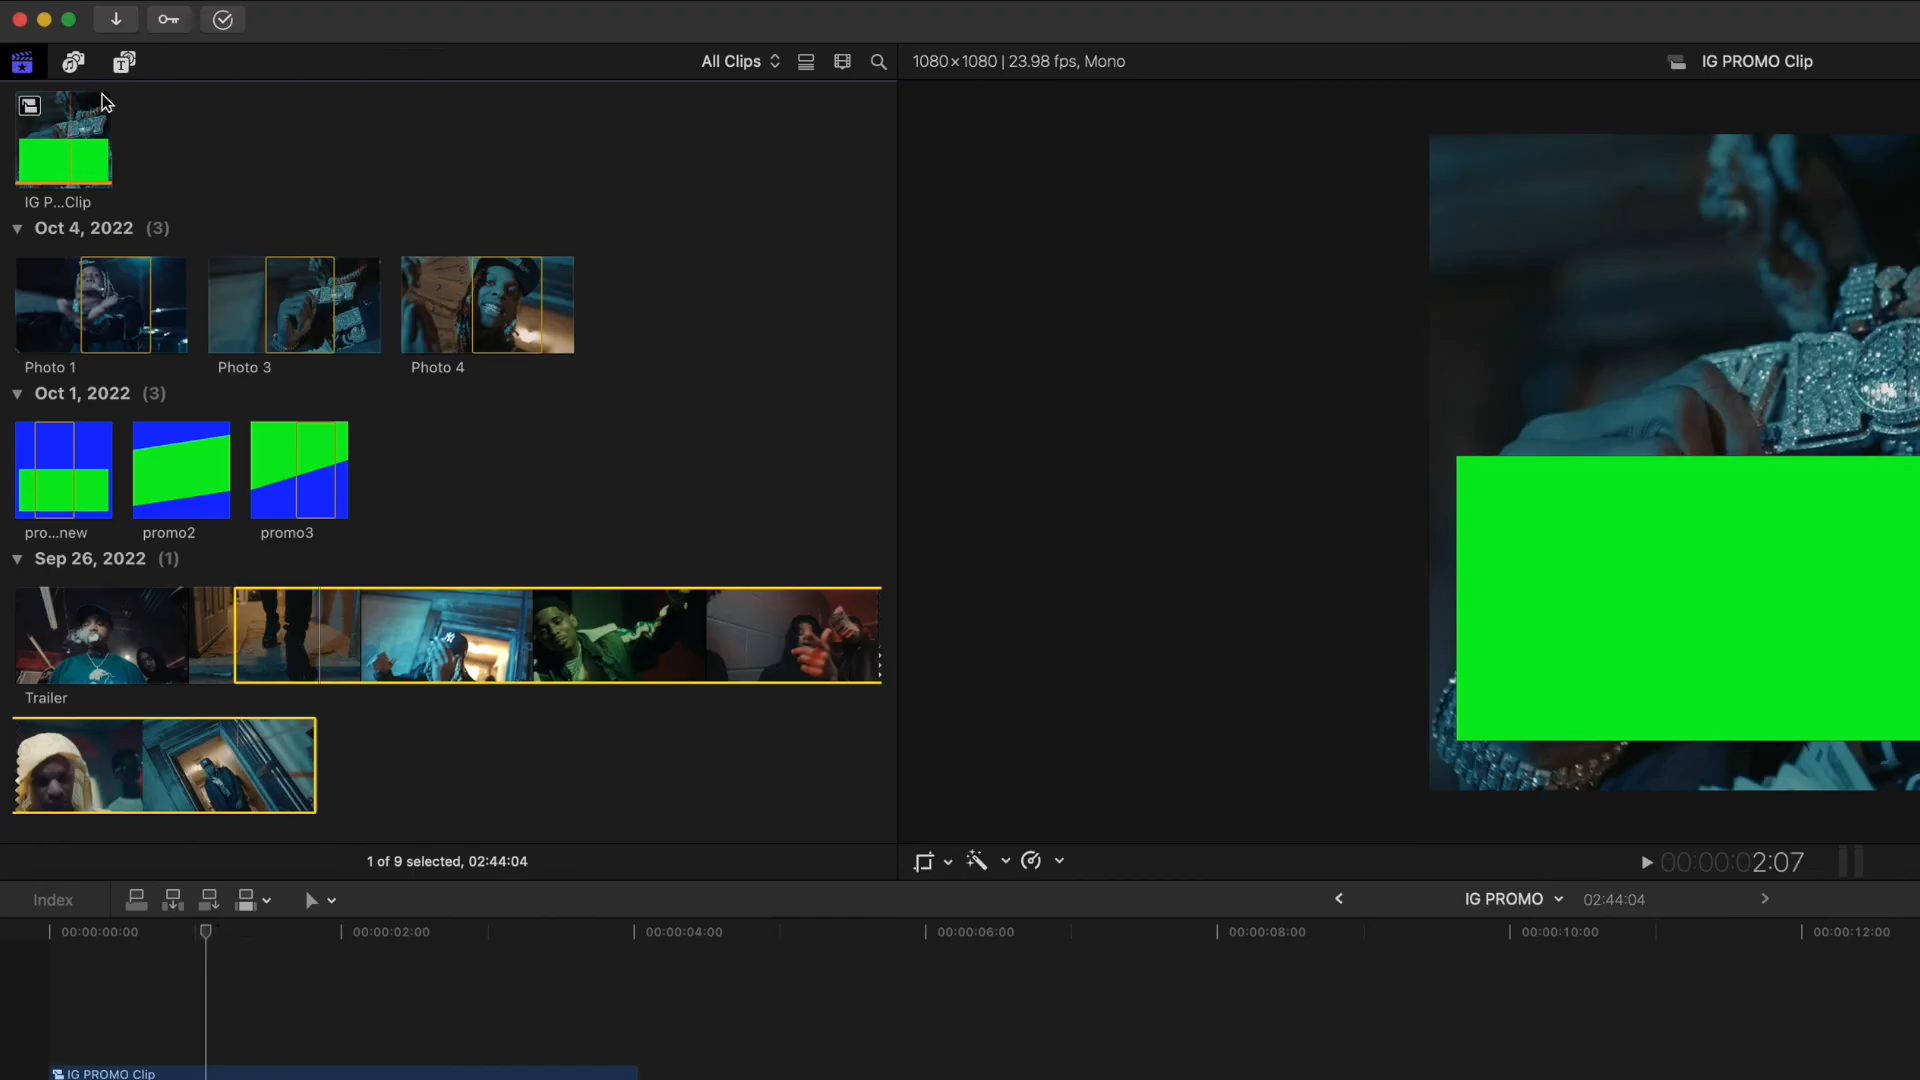 All Clips
1080×1080 | 23.98 fps, Mono
IG PROMO Clip
IG P...Clip
Oct 4, 2022 (3)
Photo 1
Photo 3
Photo 4
Oct 1, 2022 (3)
pro...new
promo2
promo3
Sep 26, 2022 (1)
Trailer
1 of 9 selected, 02:44:04
00:00:02:07
Index
IG PROMO
02:44:04
00:00:00:00
00:00:02:00
00:00:04:00
00:00:06:00
00:00:08:00
00:00:10:00
00:00:12:00
IG PROMO Clip